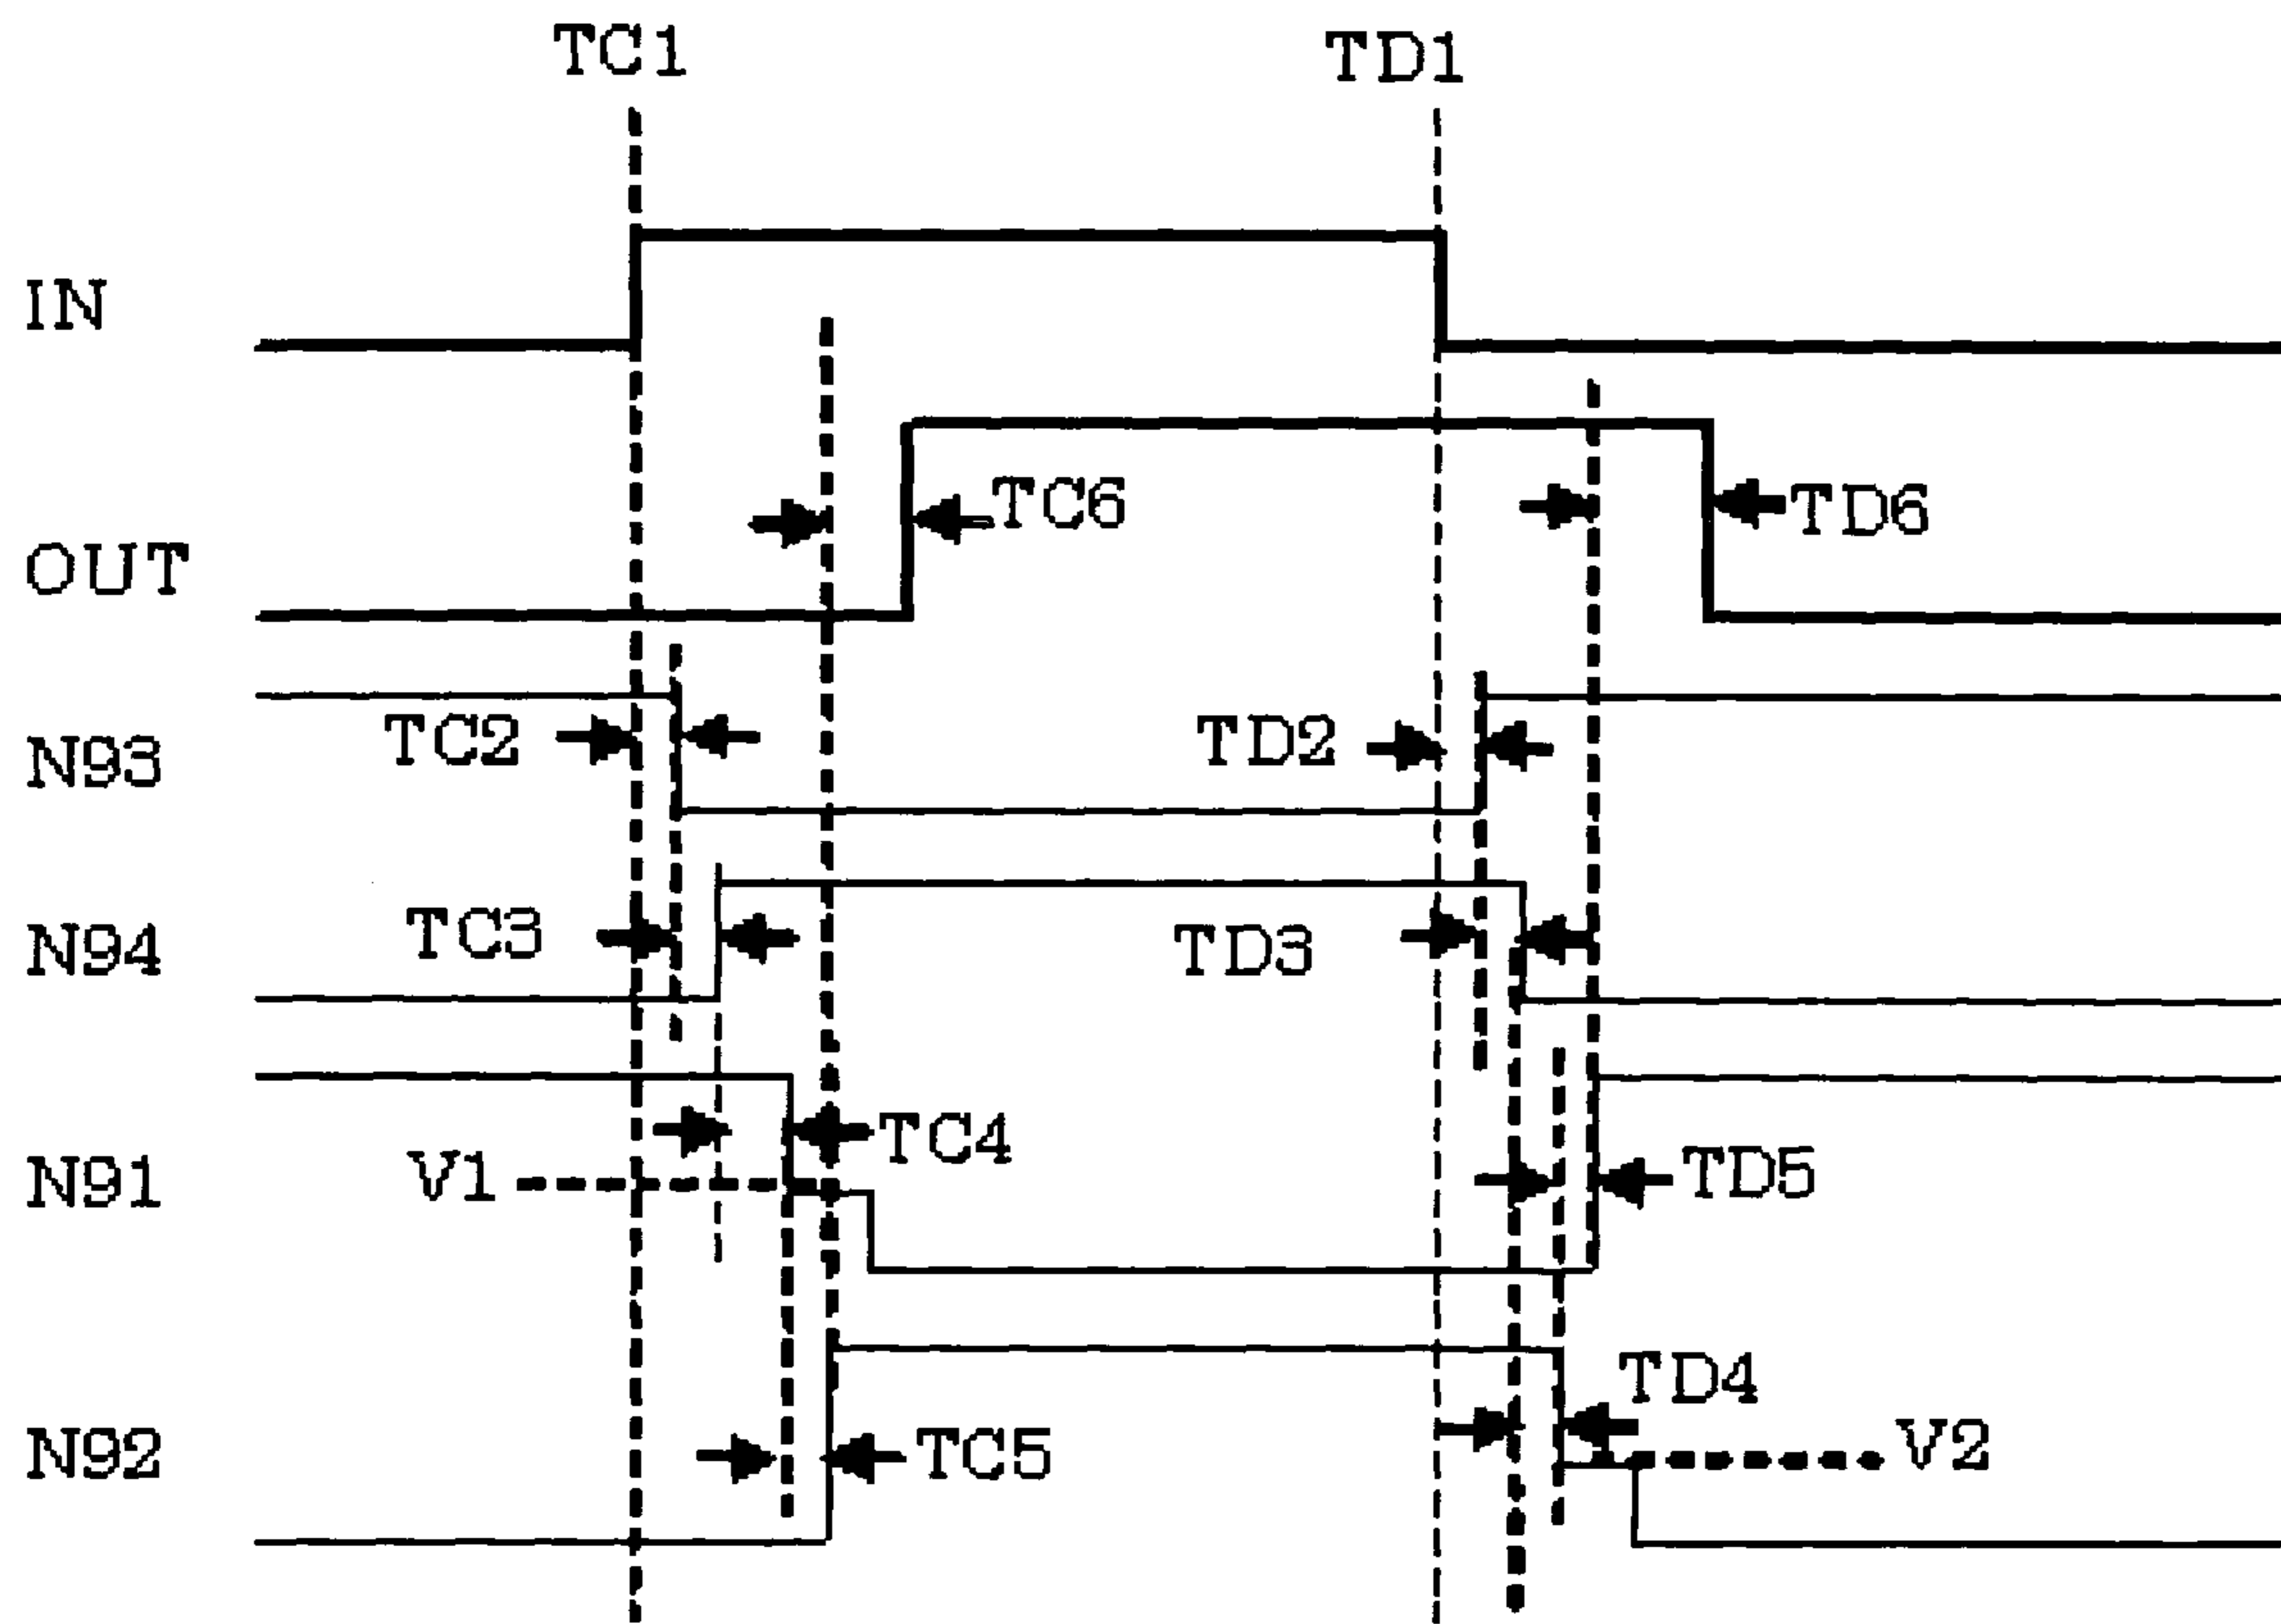 TC1 TD1
IN
TC6 TD6
OUT
TC2 TD2
N93
TC3 TD3
N94
TC4
V1 TD5
N91
TD4
TC5 V2
N92